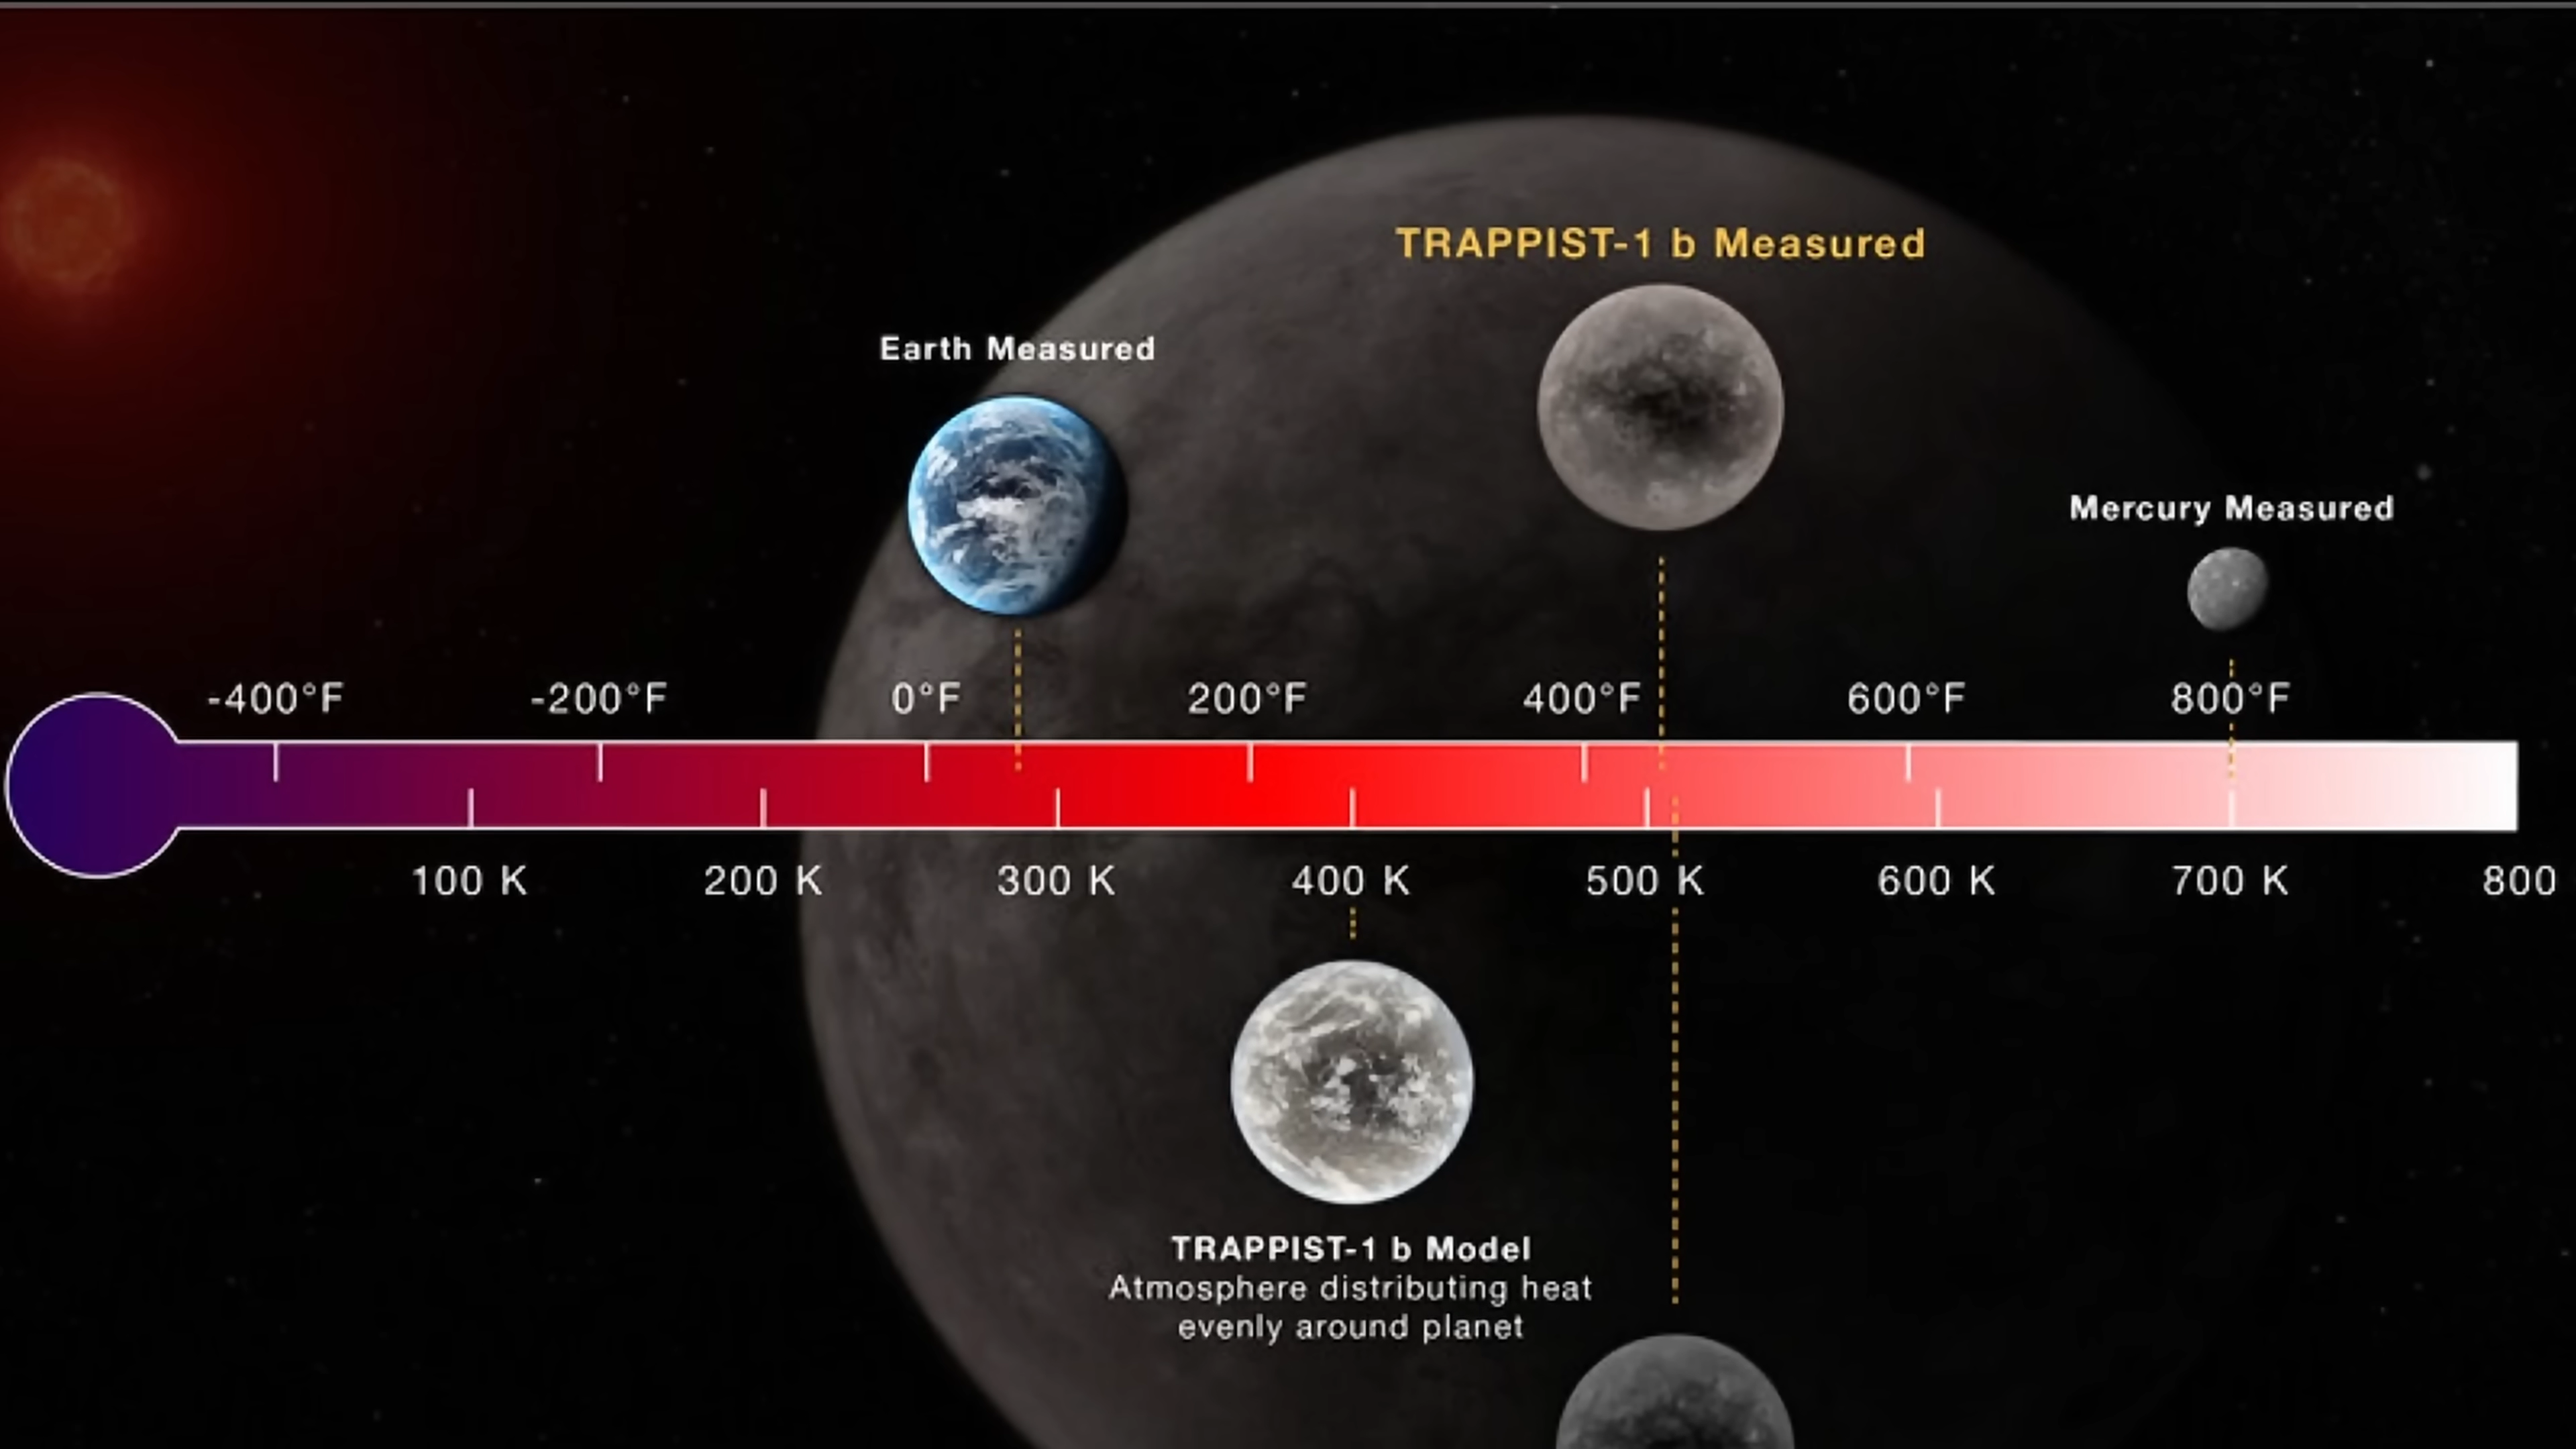 TRAPPIST-1 b Measured
Earth Measured
Mercury Measured
-400°F -200°F 0°F 200°F 400°F 600°F 800°F
100 K 200 K 300 K 400 K 500 K 600 K 700 K 800
TRAPPIST-1 b Model
Atmosphere distributing heat
evenly around planet